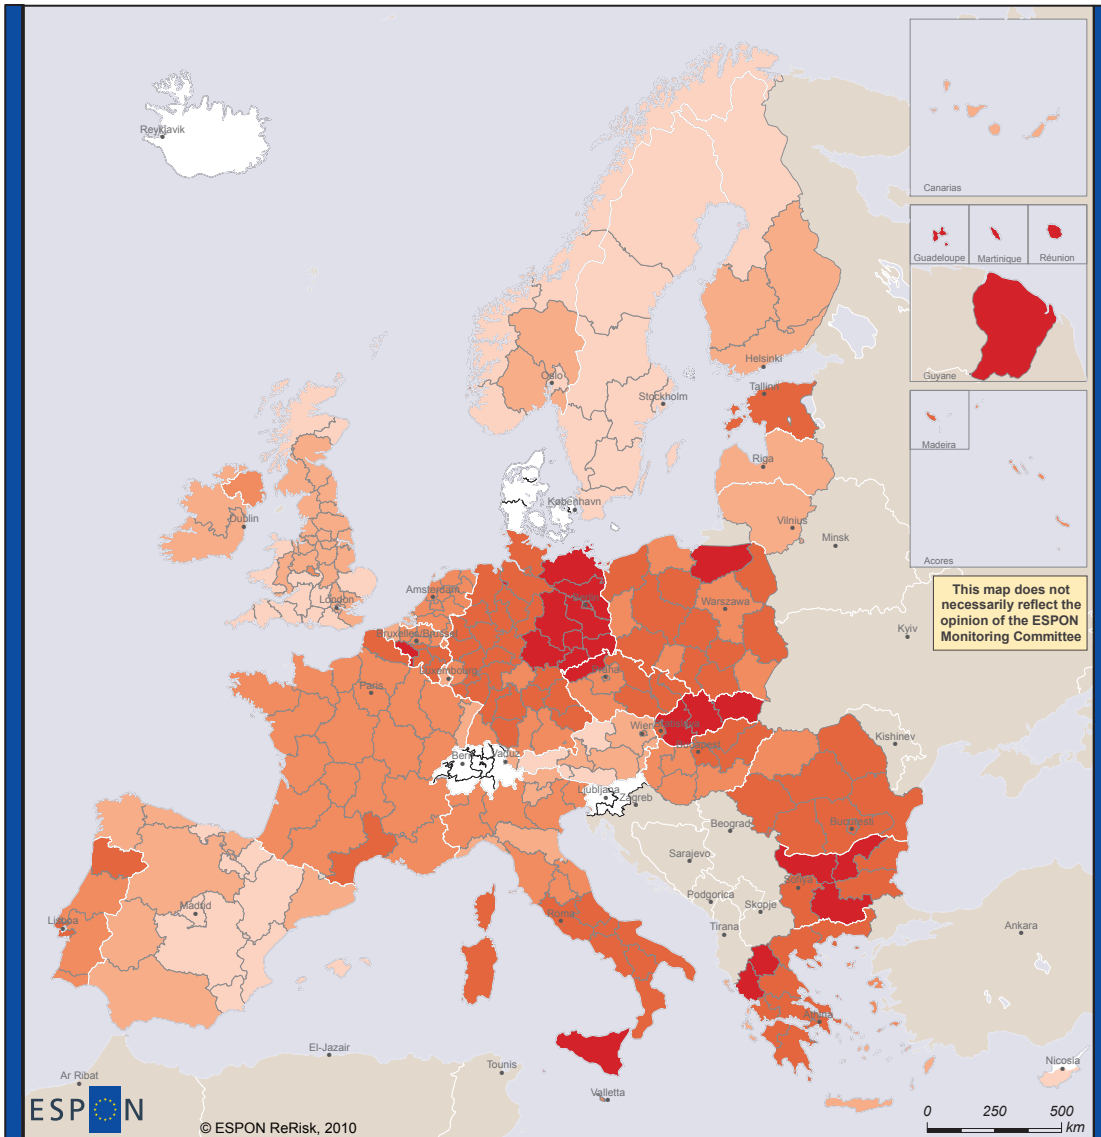 Reykjavik
Canarias
Guadeloupe
Martinique
Réunion
Guyane
Madeira
Acores
This map does not
necessarily reflect the
opinion of the ESPON
Monitoring Committee
Oslo
Helsinki
Tallinn
Stockholm
Riga
København
Vilnius
Minsk
Dublin
London
Amsterdam
Berlin
Warszawa
Bruxelles/Brussel
Kyiv
Luxembourg
Praha
Paris
Wien
Bratislava
Budapest
Kishinev
Bern
Vaduz
Ljubljana
Zagreb
Beograd
Bucuresti
Sarajevo
Sofiya
Podgorica
Skopje
Madrid
Lisboa
Roma
Tirana
Ankara
Athina
El-Jazair
Tounis
Ar Ribat
Valletta
Nicosia
ESPON
© ESPON ReRisk, 2010
0 250 500
km